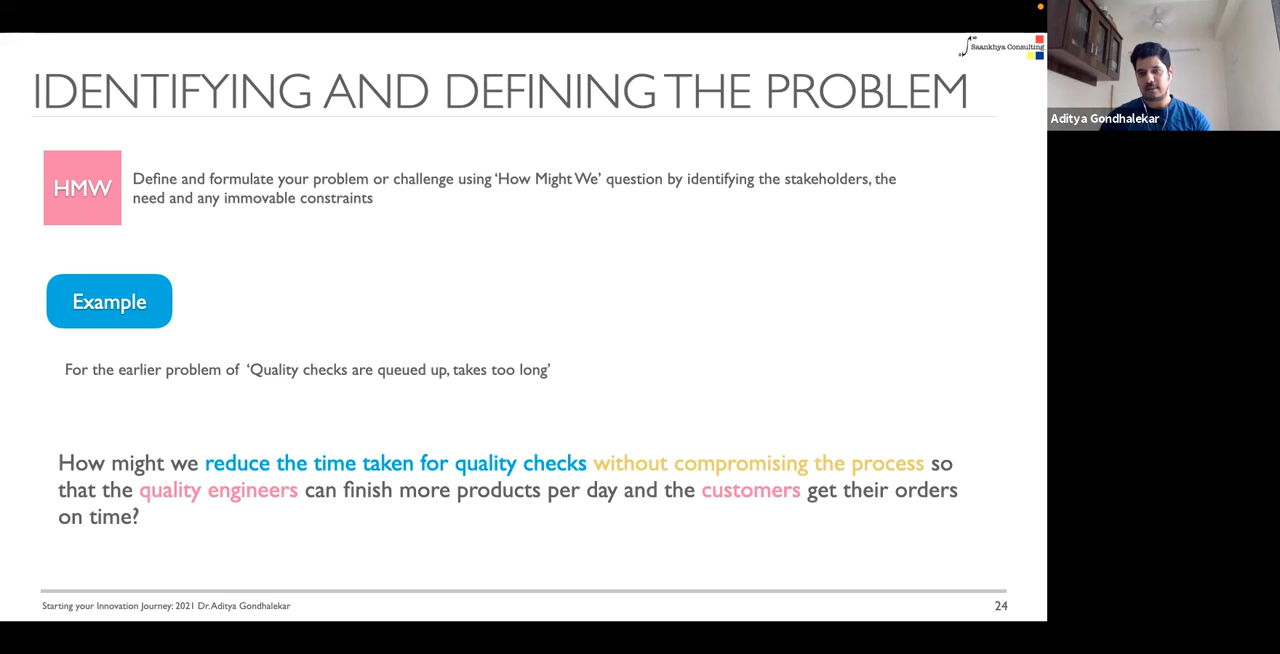 Saankhya Consulting
IDENTIFYING AND DEFINING THE PROBLEM
Aditya Gondhalekar
HMW
Define and formulate your problem or challenge using ‘How Might We’ question by identifying the stakeholders, the
need and any immovable constraints
Example
For the earlier problem of ‘Quality checks are queued up, takes too long’
How might we reduce the time taken for quality checks without compromising the process so
that the quality engineers can finish more products per day and the customers get their orders
on time?
Starting your Innovation Journey: 2021 Dr. Aditya Gondhalekar
24